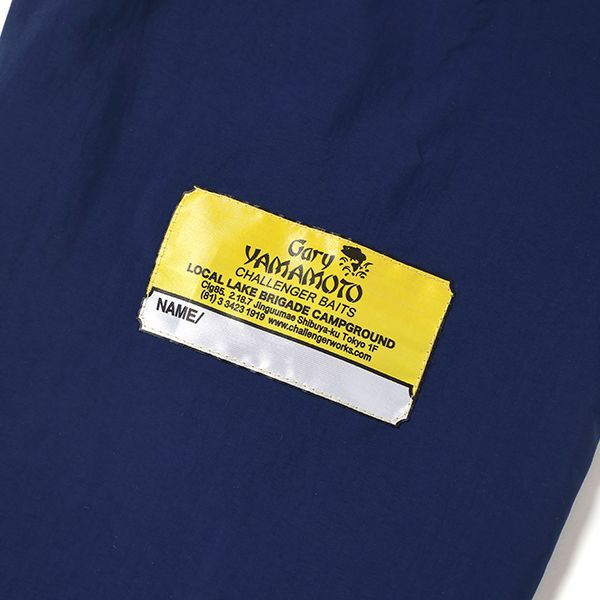 Gary
YAMAMOTO
CHALLENGER BAITS
LOCAL LAKE BRIGADE CAMPGROUND
Clg85, 2.18.7, Jinguumae Shibuya-ku Tokyo 1F
(81) 3 3423 1919 www.challengerworks.com
NAME/